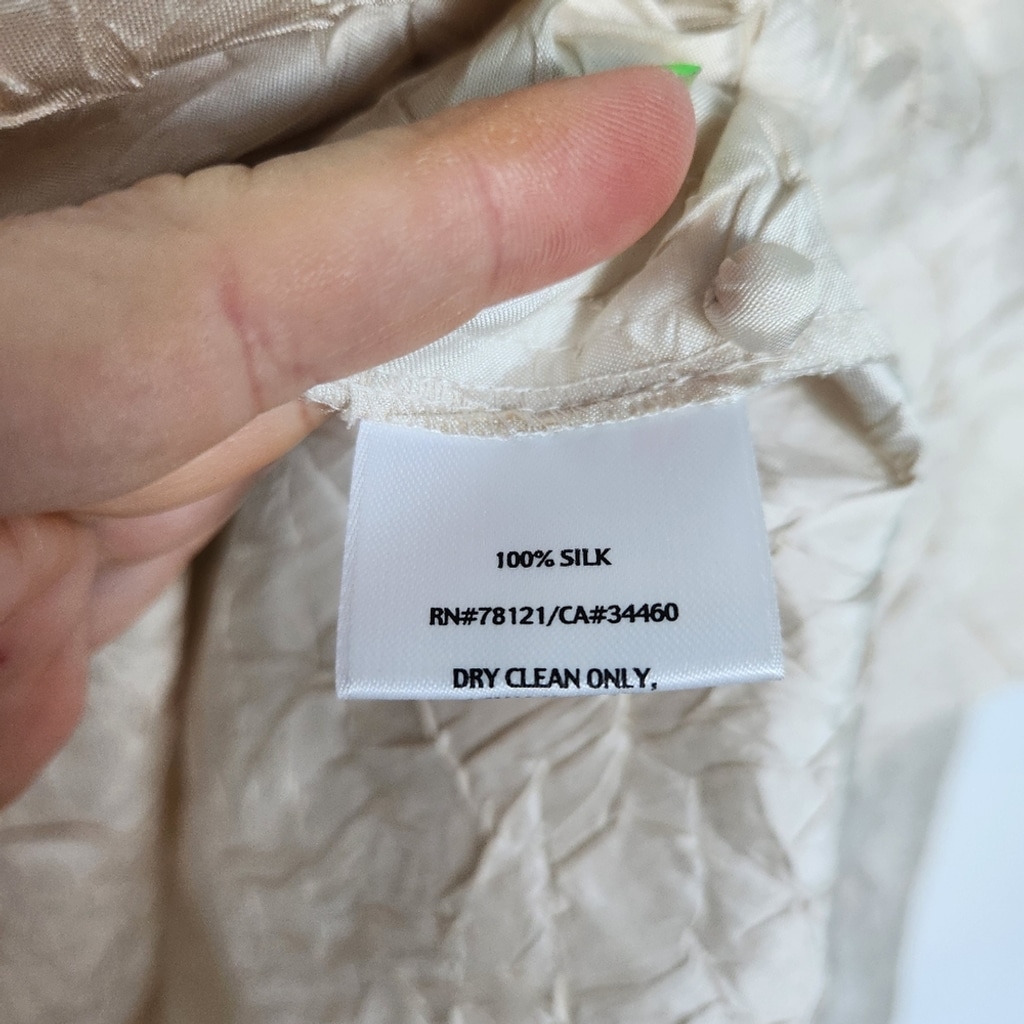 100% SILK
RN#78121/CA#34460
DRY CLEAN ONLY,